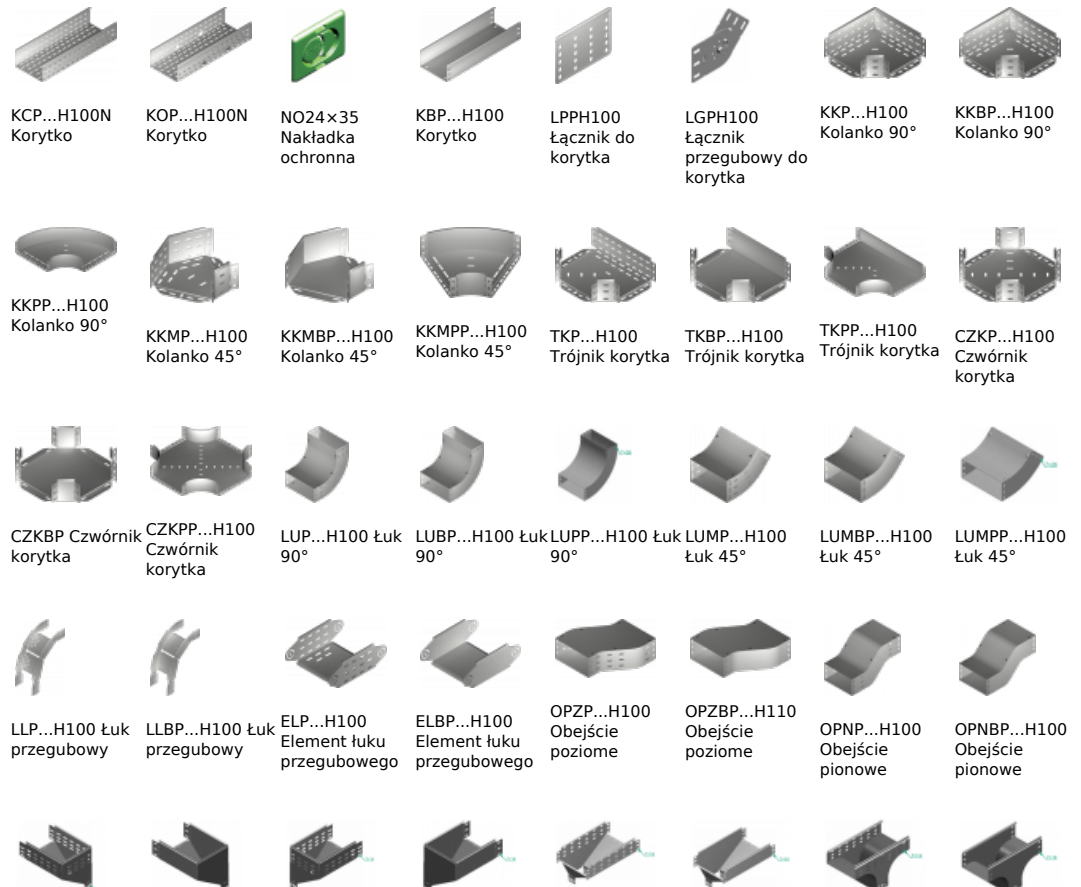 KCP...H100N
Korytko
KOP...H100N
Korytko
NO24×35
Nakładka
ochronna
KBP...H100
Korytko
LPPH100
Łącznik do
korytka
LGPH100
Łącznik
przegubowy do
korytka
KKP...H100
Kolanko 90°
KKBP...H100
Kolanko 90°
KKPP...H100
Kolanko 90°
KKMP...H100
Kolanko 45°
KKMBP...H100
Kolanko 45°
KKMPP...H100
Kolanko 45°
TKP...H100
Trójnik korytka
TKBP...H100
Trójnik korytka
TKPP...H100
Trójnik korytka
CZKP...H100
Czwórnik
korytka
CZKBP Czwórnik
korytka
CZKPP...H100
Czwórnik
korytka
LUP...H100 Łuk
90°
LUBP...H100 Łuk
90°
LUPP...H100 Łuk
90°
LUMP...H100
Łuk 45°
LUMBP...H100
Łuk 45°
LUMPP...H100
Łuk 45°
LLP...H100 Łuk
przegubowy
LLBP...H100 Łuk
przegubowy
ELP...H100
Element łuku
przegubowego
ELBP...H100
Element łuku
przegubowego
OPZP...H100
Obejście
poziome
OPZBP...H110
Obejście
poziome
OPNP...H100
Obejście
pionowe
OPNBP...H100
Obejście
pionowe